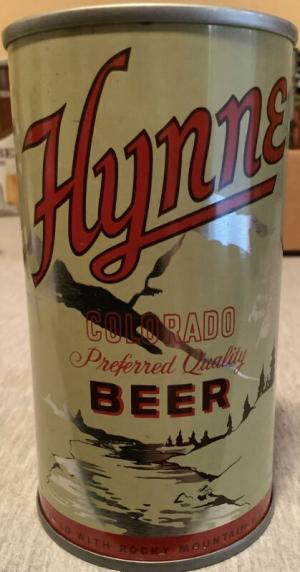 Hynne
COLORADO
Preferred Quality
BEER
WITH ROCKY MOUNTAIN